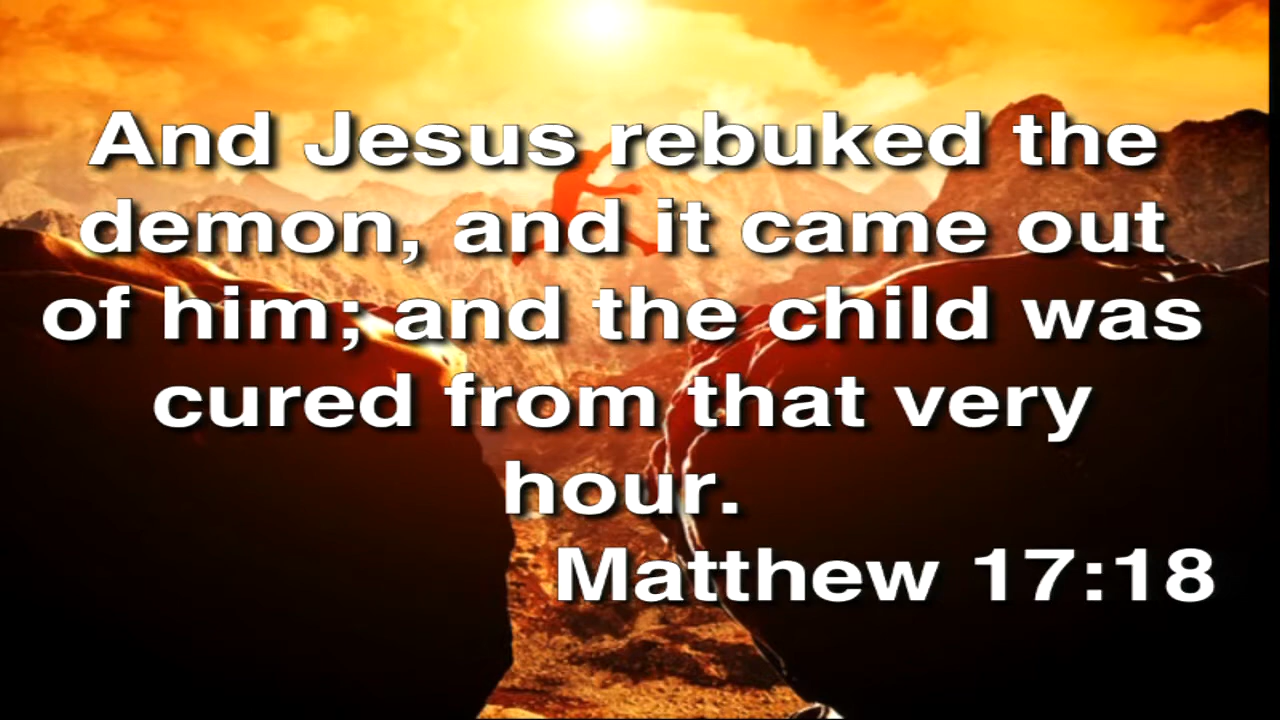 And Jesus rebuked the
demon, and it came out
of him; and the child was
cured from that very
hour.
Matthew 17:18